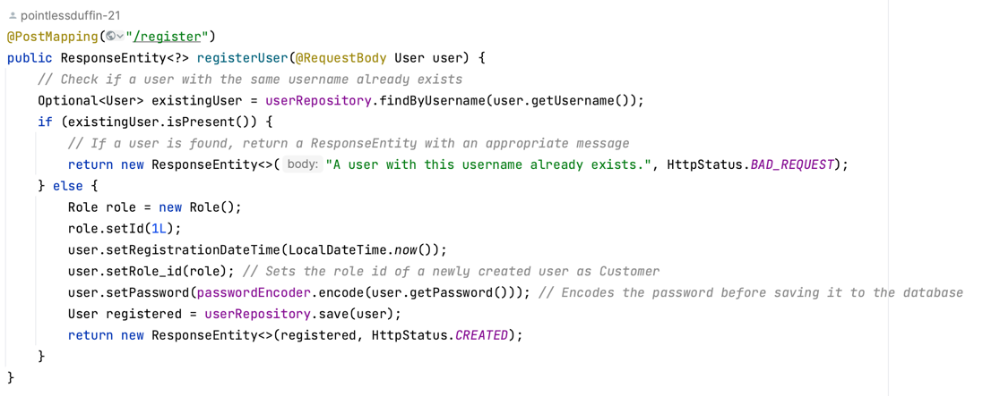 pointlessduffin-21
@PostMapping("/register")
public ResponseEntity<?> registerUser(@RequestBody User user) {
// Check if a user with the same username already exists
Optional<User> existingUser = userRepository.findByUsername(user.getUsername());
if (existingUser.isPresent()) {
// If a user is found, return a ResponseEntity with an appropriate message
return new ResponseEntity<>( body: "A user with this username already exists.", HttpStatus.BAD_REQUEST);
} else {
Role role = new Role();
role.setId(1L);
user.setRegistrationDateTime(LocalDateTime.now());
user.setRole_id(role); // Sets the role id of a newly created user as Customer
user.setPassword(passwordEncoder.encode(user.getPassword())); // Encodes the password before saving it to the database
User registered = userRepository.save(user);
return new ResponseEntity<>(registered, HttpStatus.CREATED);
}
}